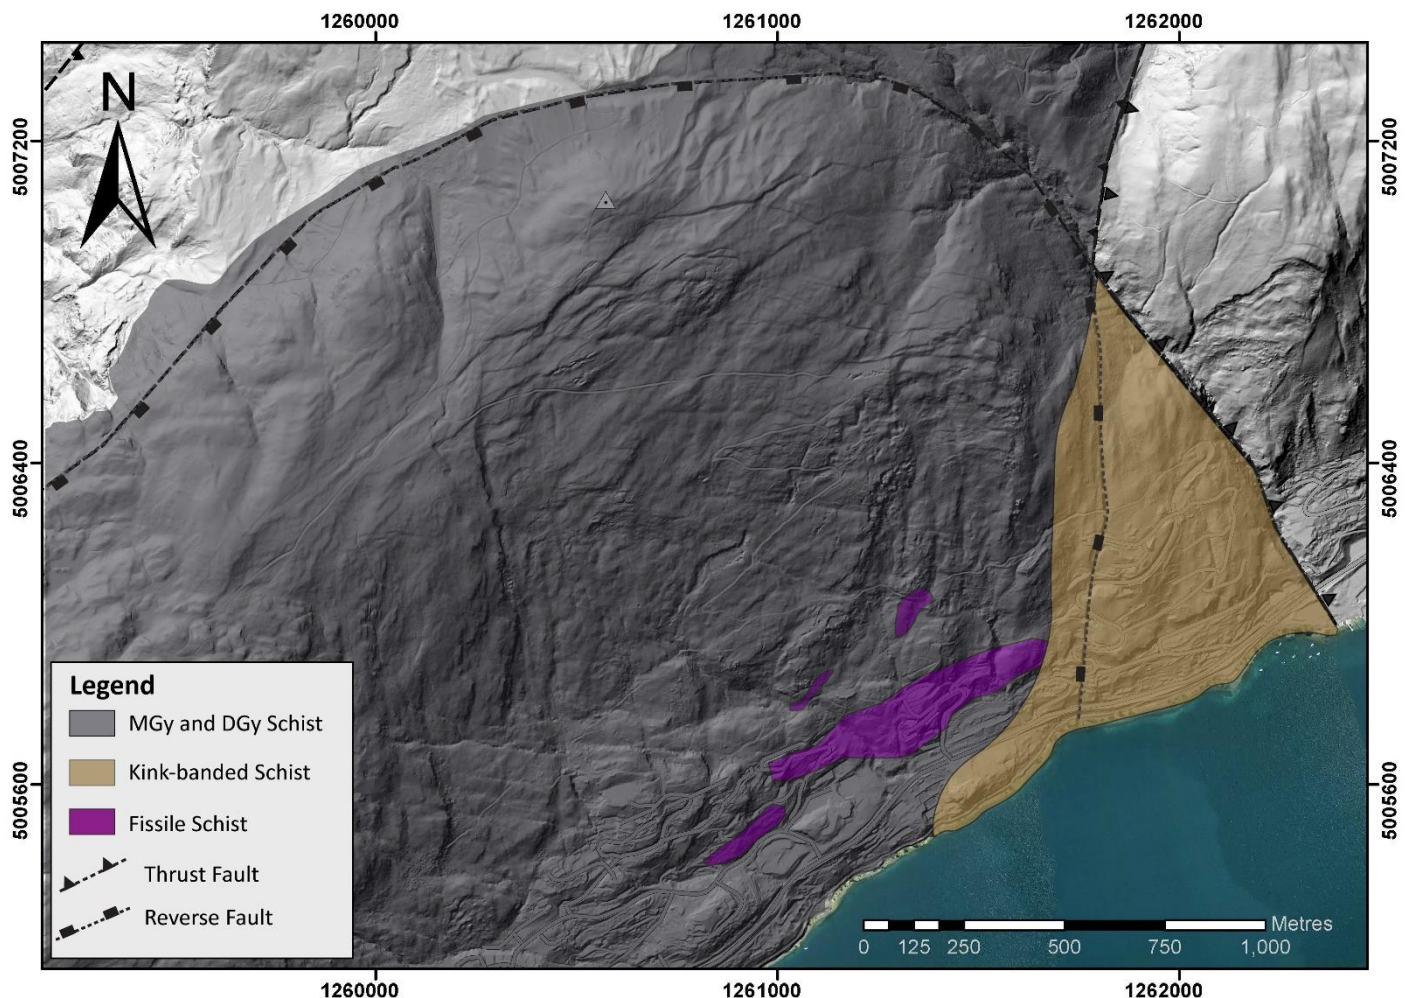 1260000 1261000 1262000
N
5007200 5007200
5006400 5006400
Legend
MGy and DGy Schist
Kink-banded Schist
Fissile Schist
Thrust Fault
Reverse Fault
5005600 5005600
Metres
0 125 250 500 750 1,000
1260000 1261000 1262000